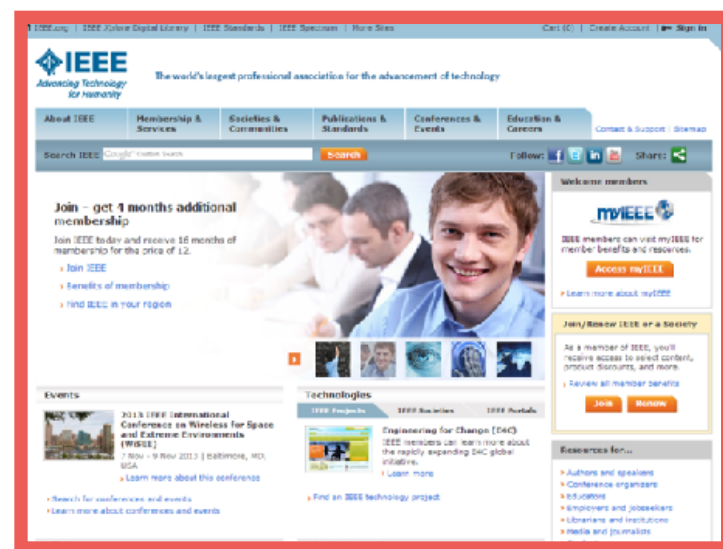 IEEE.org | IEEE Xplore Digital Library | IEEE Standards | IEEE Spectrum | More Sites
Cart (0) | Create Account | Sign In
IEEE
Advancing Technology
for Humanity
The world's largest professional association for the advancement of technology
About IEEE
Membership &
Services
Societies &
Communities
Publications &
Standards
Conferences &
Events
Education &
Careers
Contact & Support | Sitemap
Search IEEE
Google Custom Search
Search
Follow:
Share:
Join – get 4 months additional
membership
Join IEEE today and receive 16 months of
membership for the price of 12.
Join IEEE
Benefits of membership
Find IEEE in your region
Welcome members
myIEEE
IEEE members can visit myIEEE for
member benefits and resources.
Access myIEEE
Learn more about myIEEE
Join/Renew IEEE or a Society
As a member of IEEE, you'll
receive access to select content,
product discounts, and more.
Review all member benefits
Join
Renew
Events
2013 IEEE International
Conference on Wireless for Space
and Extreme Environments
(WiSEE)
7 Nov - 9 Nov 2013 | Baltimore, MD,
USA
Learn more about this conference
Search for conferences and events
Learn more about conferences and events
Technologies
IEEE Projects
IEEE Societies
IEEE Portals
Engineering for Change (E4C)
IEEE members can learn more about
the rapidly expanding E4C global
initiative.
Learn more
Find an IEEE technology project
Resources for...
Authors and speakers
Conference organizers
Educators
Employers and jobseekers
Librarians and institutions
Media and journalists